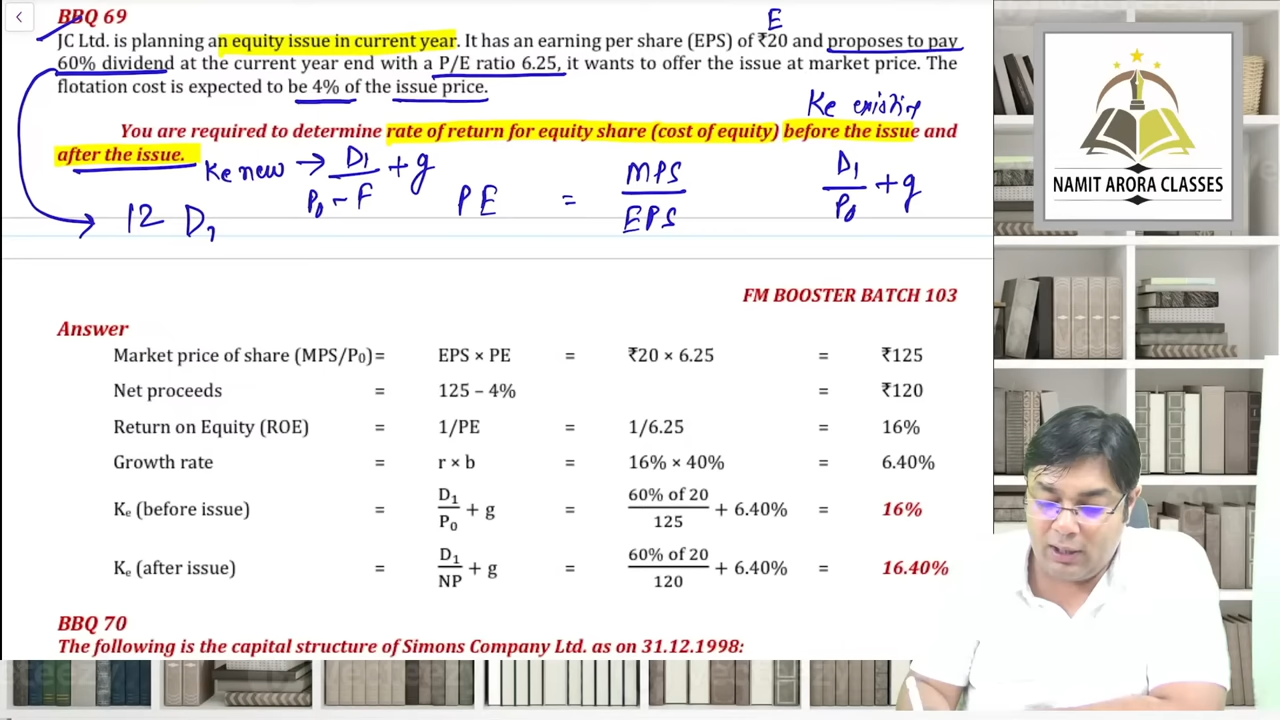 BBQ 69
E
JC Ltd. is planning an equity issue in current year. It has an earning per share (EPS) of ₹20 and proposes to pay
60% dividend at the current year end with a P/E ratio 6.25, it wants to offer the issue at market price. The
flotation cost is expected to be 4% of the issue price.
Ke existing
You are required to determine rate of return for equity share (cost of equity) before the issue and
after the issue.
Ke new → D1 / P0 - F + g
PE = MPS / EPS
D1 / P0 + g
12 D1
NAMIT ARORA CLASSES
FM BOOSTER BATCH 103
Answer
Market price of share (MPS/P0) = EPS × PE = ₹20 × 6.25 = ₹125
Net proceeds = 125 – 4% = ₹120
Return on Equity (ROE) = 1/PE = 1/6.25 = 16%
Growth rate = r × b = 16% × 40% = 6.40%
Ke (before issue) = D1 / P0 + g = 60% of 20 / 125 + 6.40% = 16%
Ke (after issue) = D1 / NP + g = 60% of 20 / 120 + 6.40% = 16.40%
BBQ 70
The following is the capital structure of Simons Company Ltd. as on 31.12.1998: